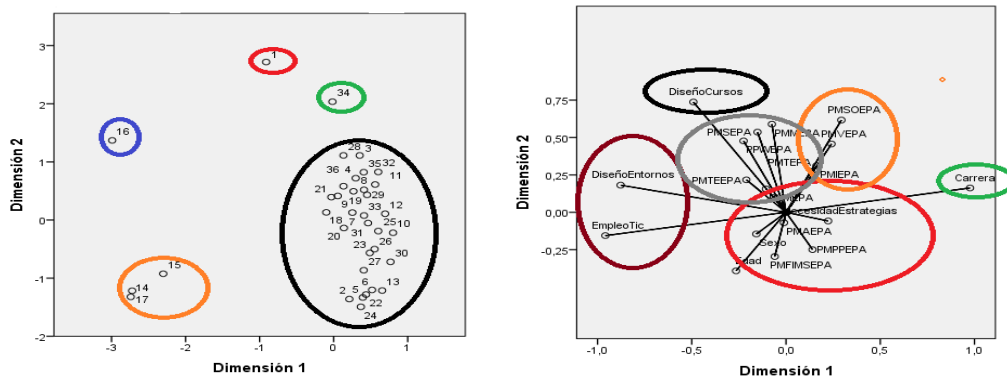 3
2
1
0
-1
-2
-3
-2
-1
0
1
Dimensión 2
Dimensión 1
1
34
16
28 3
35 32
36 4
11
21
9
19
29
33
12
18
7
25 10
20
31
26
23
30
27
6
13
2 5
22
24
15
14
17
0,75
0,50
0,25
0,00
-0,25
-1,0
-0,5
0,0
0,5
1,0
Dimensión 2
Dimensión 1
DiseñoCursos
PMSOEPA
PMSEPA
PMVEPA
PMTEPA
PMIEPA
PMTEEPA
Carrera
DiseñoEntornos
EmpleoTic
PMAEPA
Sexo
PMPPEPA
Edad
PMFIMSEPA